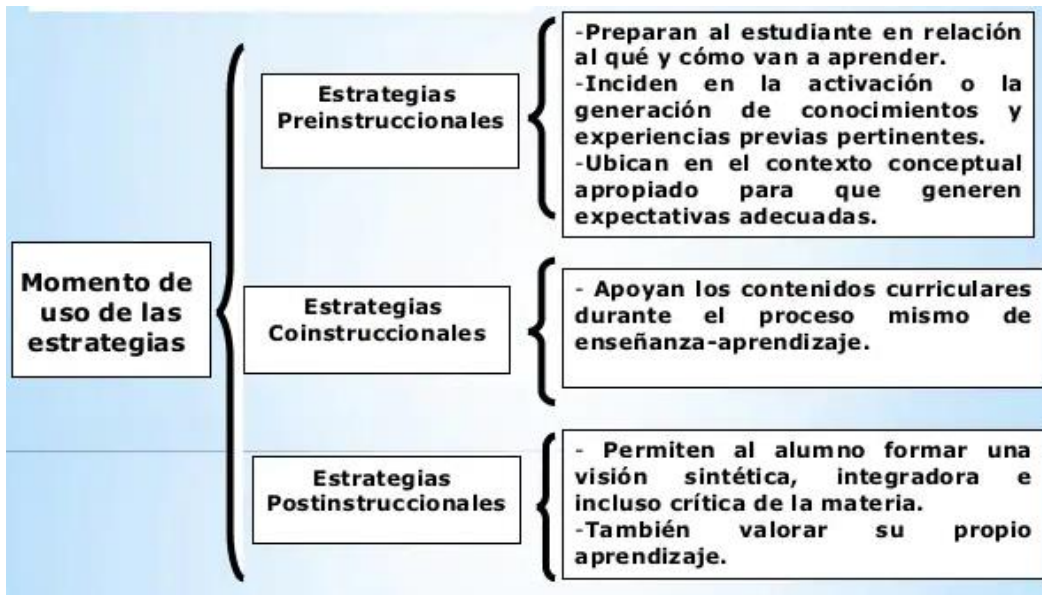 Momento de
uso de las
estrategias
Estrategias
Preinstruccionales
-Preparan al estudiante en relación
al qué y cómo van a aprender.
-Inciden en la activación o la
generación de conocimientos y
experiencias previas pertinentes.
-Ubican en el contexto conceptual
apropiado para que generen
expectativas adecuadas.
Estrategias
Coinstruccionales
- Apoyan los contenidos curriculares
durante el proceso mismo de
enseñanza-aprendizaje.
Estrategias
Postinstruccionales
- Permiten al alumno formar una
visión sintética, integradora e
incluso crítica de la materia.
-También valorar su propio
aprendizaje.